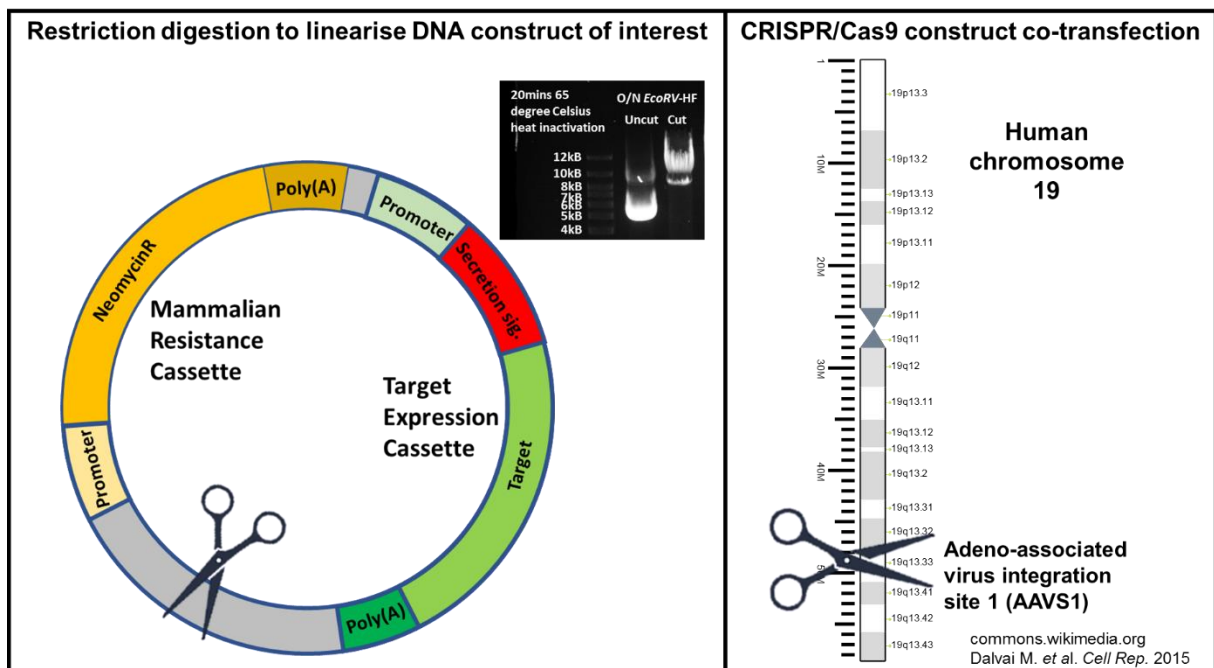 Restriction digestion to linearise DNA construct of interest
20mins 65
degree Celsius
heat inactivation
O/N EcoRV-HF
Uncut Cut
12kB
10kB
8kB
7kB
6kB
5kB
4kB
Poly(A)
Promoter
Secretion sig.
Target
Poly(A)
Promoter
NeomycinR
Mammalian
Resistance
Cassette
Target
Expression
Cassette
CRISPR/Cas9 construct co-transfection
1
10M
20M
30M
40M
19p13.3
19p13.2
19p13.13
19p13.12
19p13.11
19p12
19p11
19q11
19q12
19q13.11
19q13.12
19q13.13
19q13.2
19q13.31
19q13.32
19q13.33
19q13.41
19q13.42
19q13.43
Human
chromosome
19
Adeno-associated
virus integration
site 1 (AAVS1)
commons.wikimedia.org
Dalvai M. et al. Cell Rep. 2015